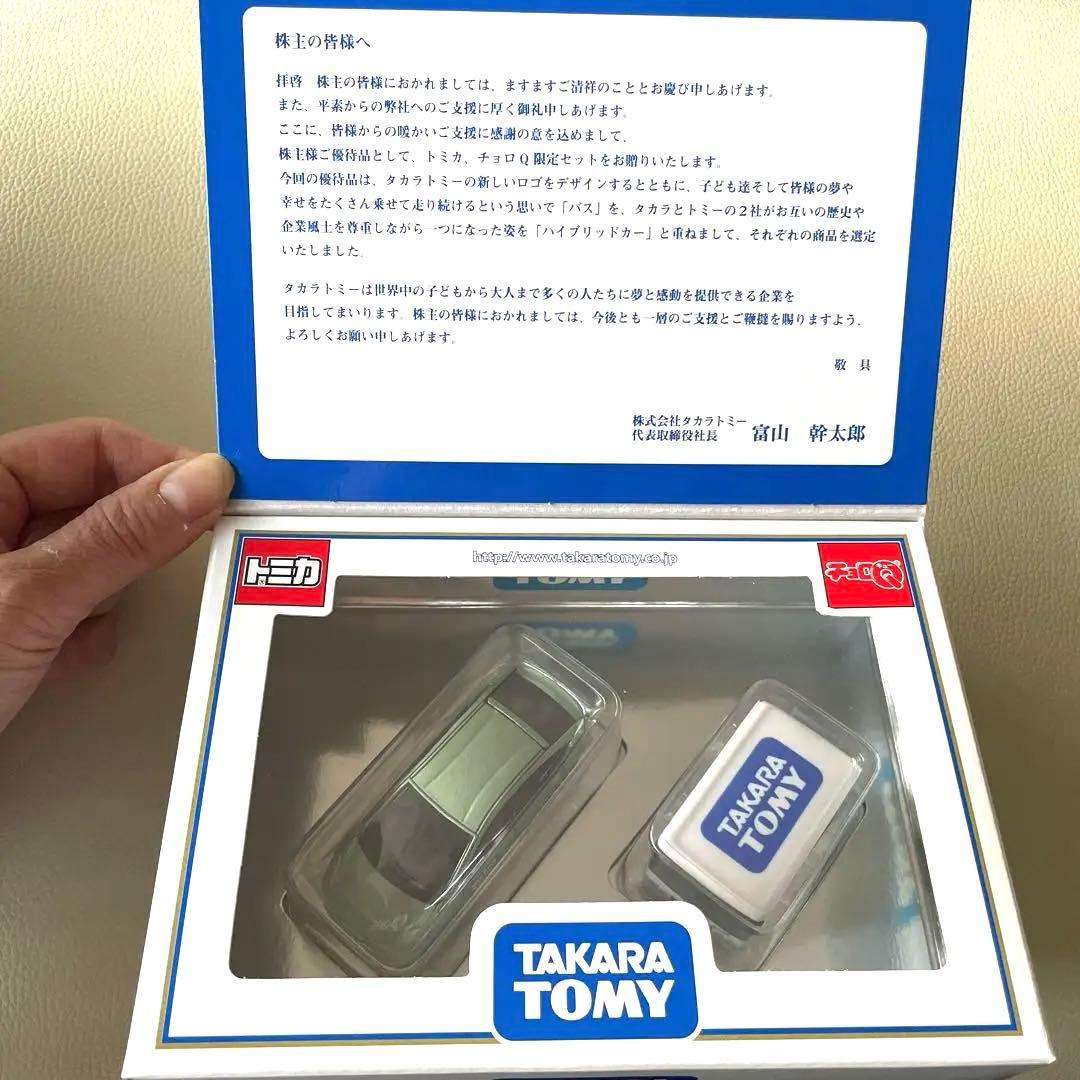 株主の皆様へ
拝啓　株主の皆様におかれましては、ますますご清祥のこととお慶び申しあげます。
また、平素からの弊社へのご支援に厚く御礼申しあげます。
ここに、皆様からの暖かいご支援に感謝の意を込めまして、
株主様ご優待品として、トミカ、チョロQ限定セットをお贈りいたします。
今回の優待品は、タカラトミーの新しいロゴをデザインするとともに、子ども達そして皆様の夢や
幸せをたくさん乗せて走り続けるという思いで「バス」を、タカラとトミーの2社がお互いの歴史や
企業風土を尊重しながら一つになった姿を「ハイブリッドカー」と重ねまして、それぞれの商品を選定
いたしました。
タカラトミーは世界中の子どもから大人まで多くの人たちに夢と感動を提供できる企業を
目指してまいります。株主の皆様におかれましては、今後とも一層のご支援とご鞭撻を賜りますよう、
よろしくお願い申しあげます。
敬　具
株式会社タカラトミー
代表取締役社長　富山　幹太郎
トミカ
http://www.takaratomy.co.jp
チョロQ
TOMY
TAKARA
TOMY
TAKARA
TOMY